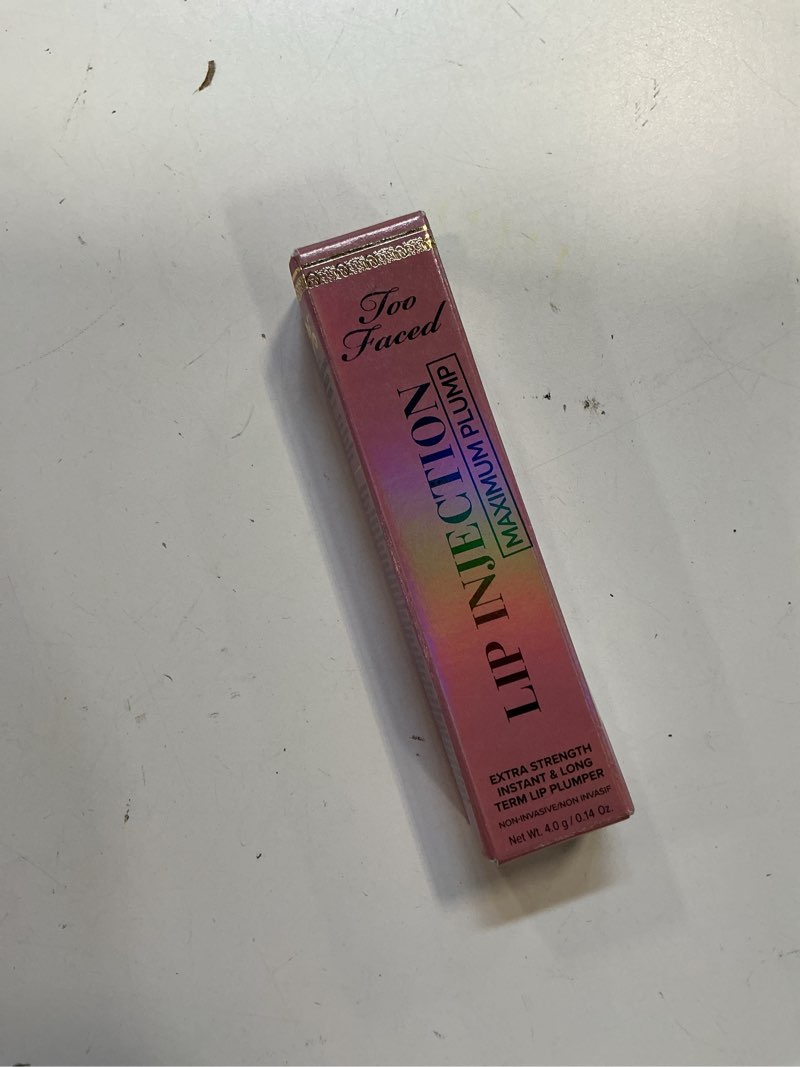 Too
Faced
LIP INJECTION
MAXIMUM PLUMP
EXTRA STRENGTH
INSTANT & LONG
TERM LIP PLUMPER
NON-INVASIVE/NON INVASIF
Net Wt. 4.0 g / 0.14 Oz.